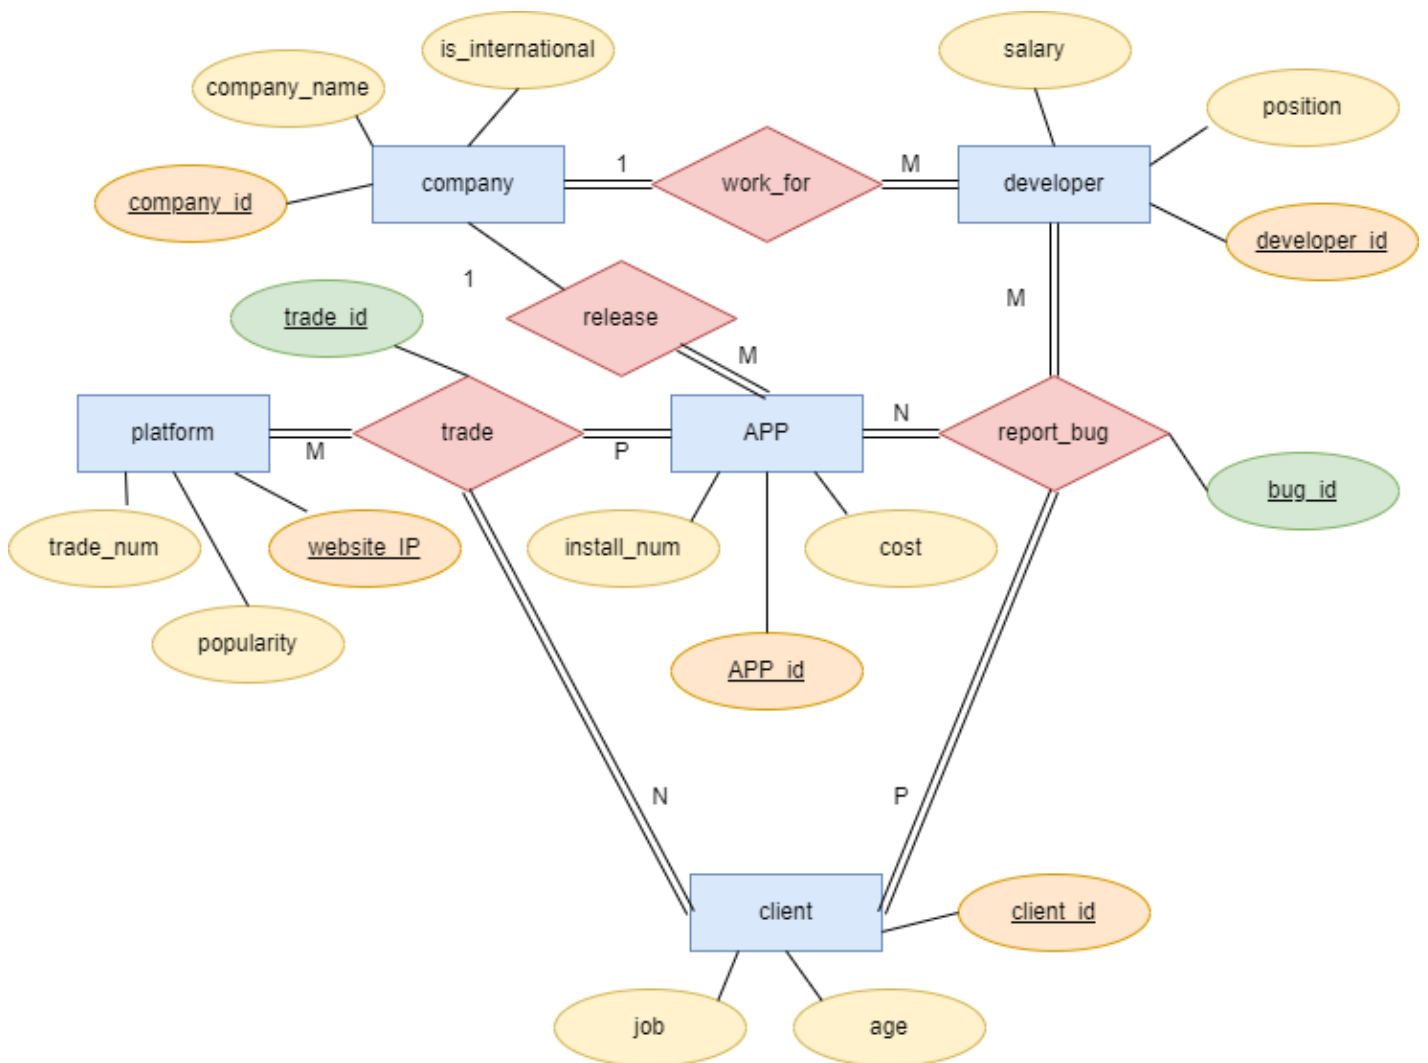 is_international
salary
company_name
position
company
1
work_for
M
developer
company_id
developer_id
1
trade_id
release
M
M
platform
M
trade
P
APP
N
report_bug
bug_id
trade_num
website_IP
install_num
cost
popularity
APP_id
N
P
client
client_id
job
age